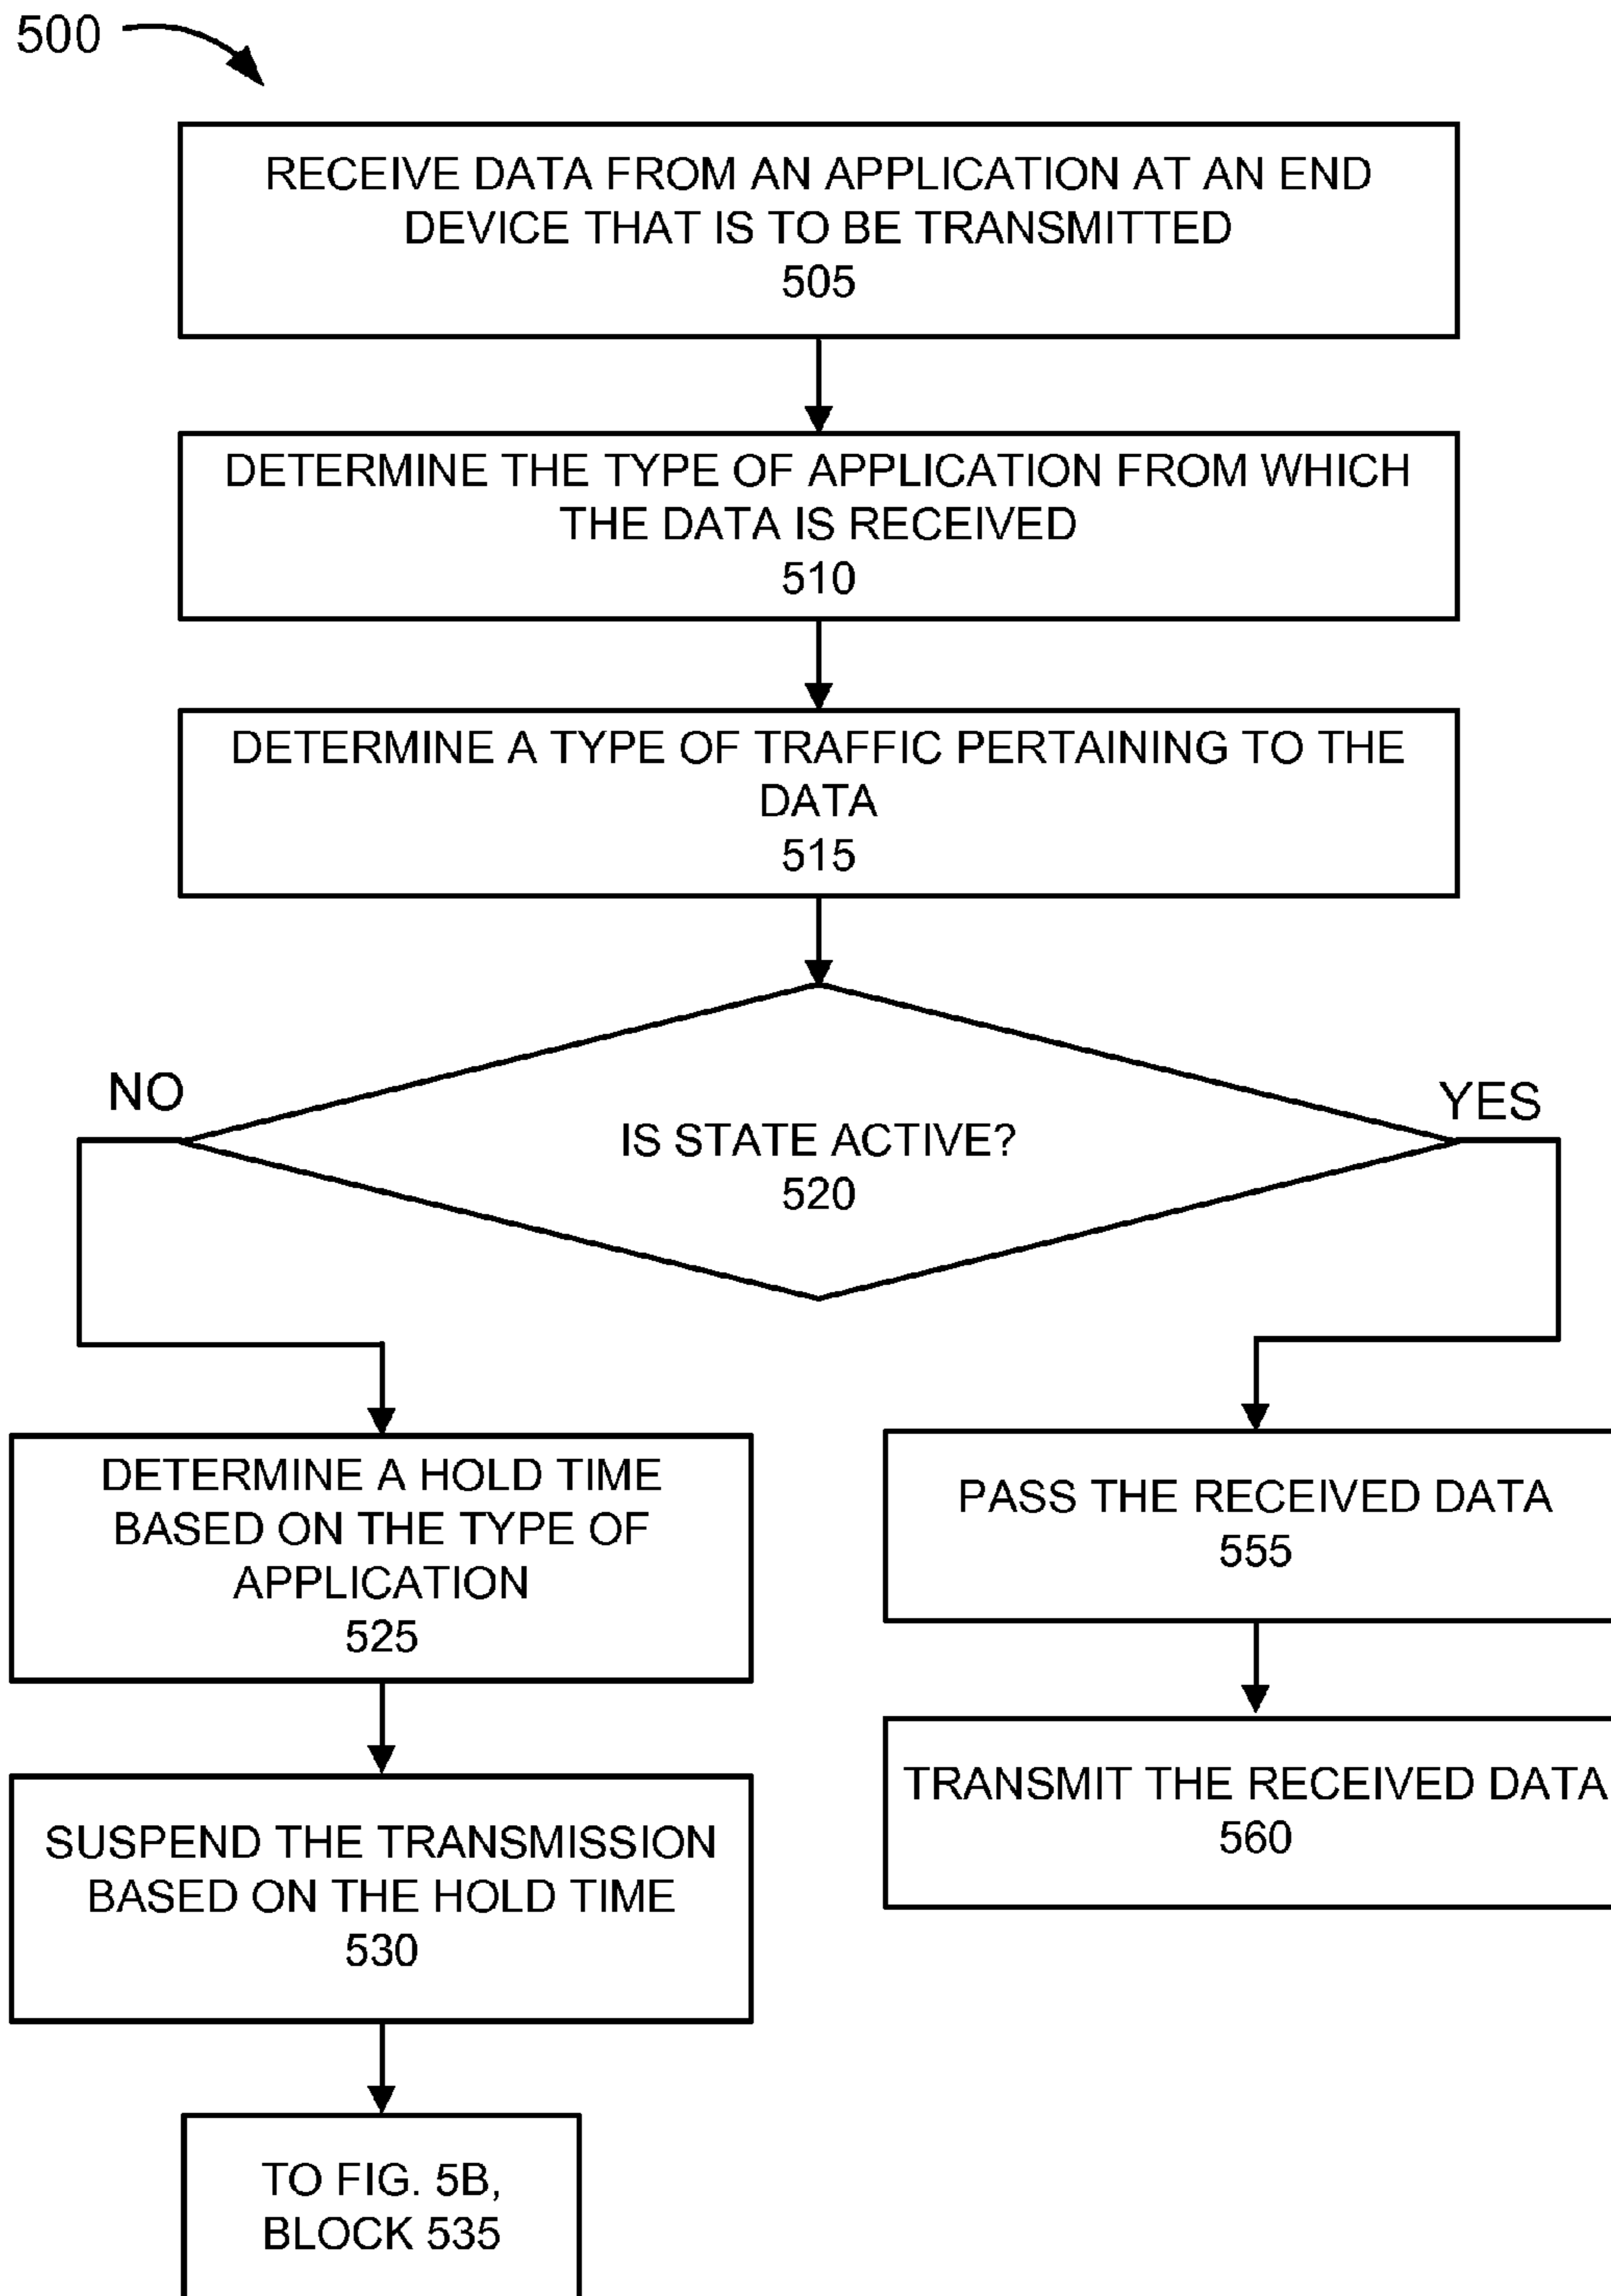 500
RECEIVE DATA FROM AN APPLICATION AT AN END
DEVICE THAT IS TO BE TRANSMITTED
505
DETERMINE THE TYPE OF APPLICATION FROM WHICH
THE DATA IS RECEIVED
510
DETERMINE A TYPE OF TRAFFIC PERTAINING TO THE
DATA
515
NO
YES
IS STATE ACTIVE?
520
DETERMINE A HOLD TIME
BASED ON THE TYPE OF
APPLICATION
525
SUSPEND THE TRANSMISSION
BASED ON THE HOLD TIME
530
TO FIG. 5B,
BLOCK 535
PASS THE RECEIVED DATA
555
TRANSMIT THE RECEIVED DATA
560